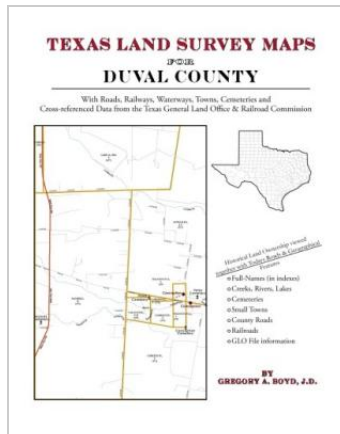 TEXAS LAND SURVEY MAPS
FOR
DUVAL COUNTY
With Roads, Railways, Waterways, Towns, Cemeteries and
Cross-referenced Data from the Texas General Land Office & Railroad Commission
Historical Land Ownership viewed
together with Todays Roads & Geographical
Features
Full-Names (in indexes)
Creeks, Rivers, Lakes
Cemeteries
Small Towns
County Roads
Railroads
GLO File information
BY
GREGORY A. BOYD, J.D.